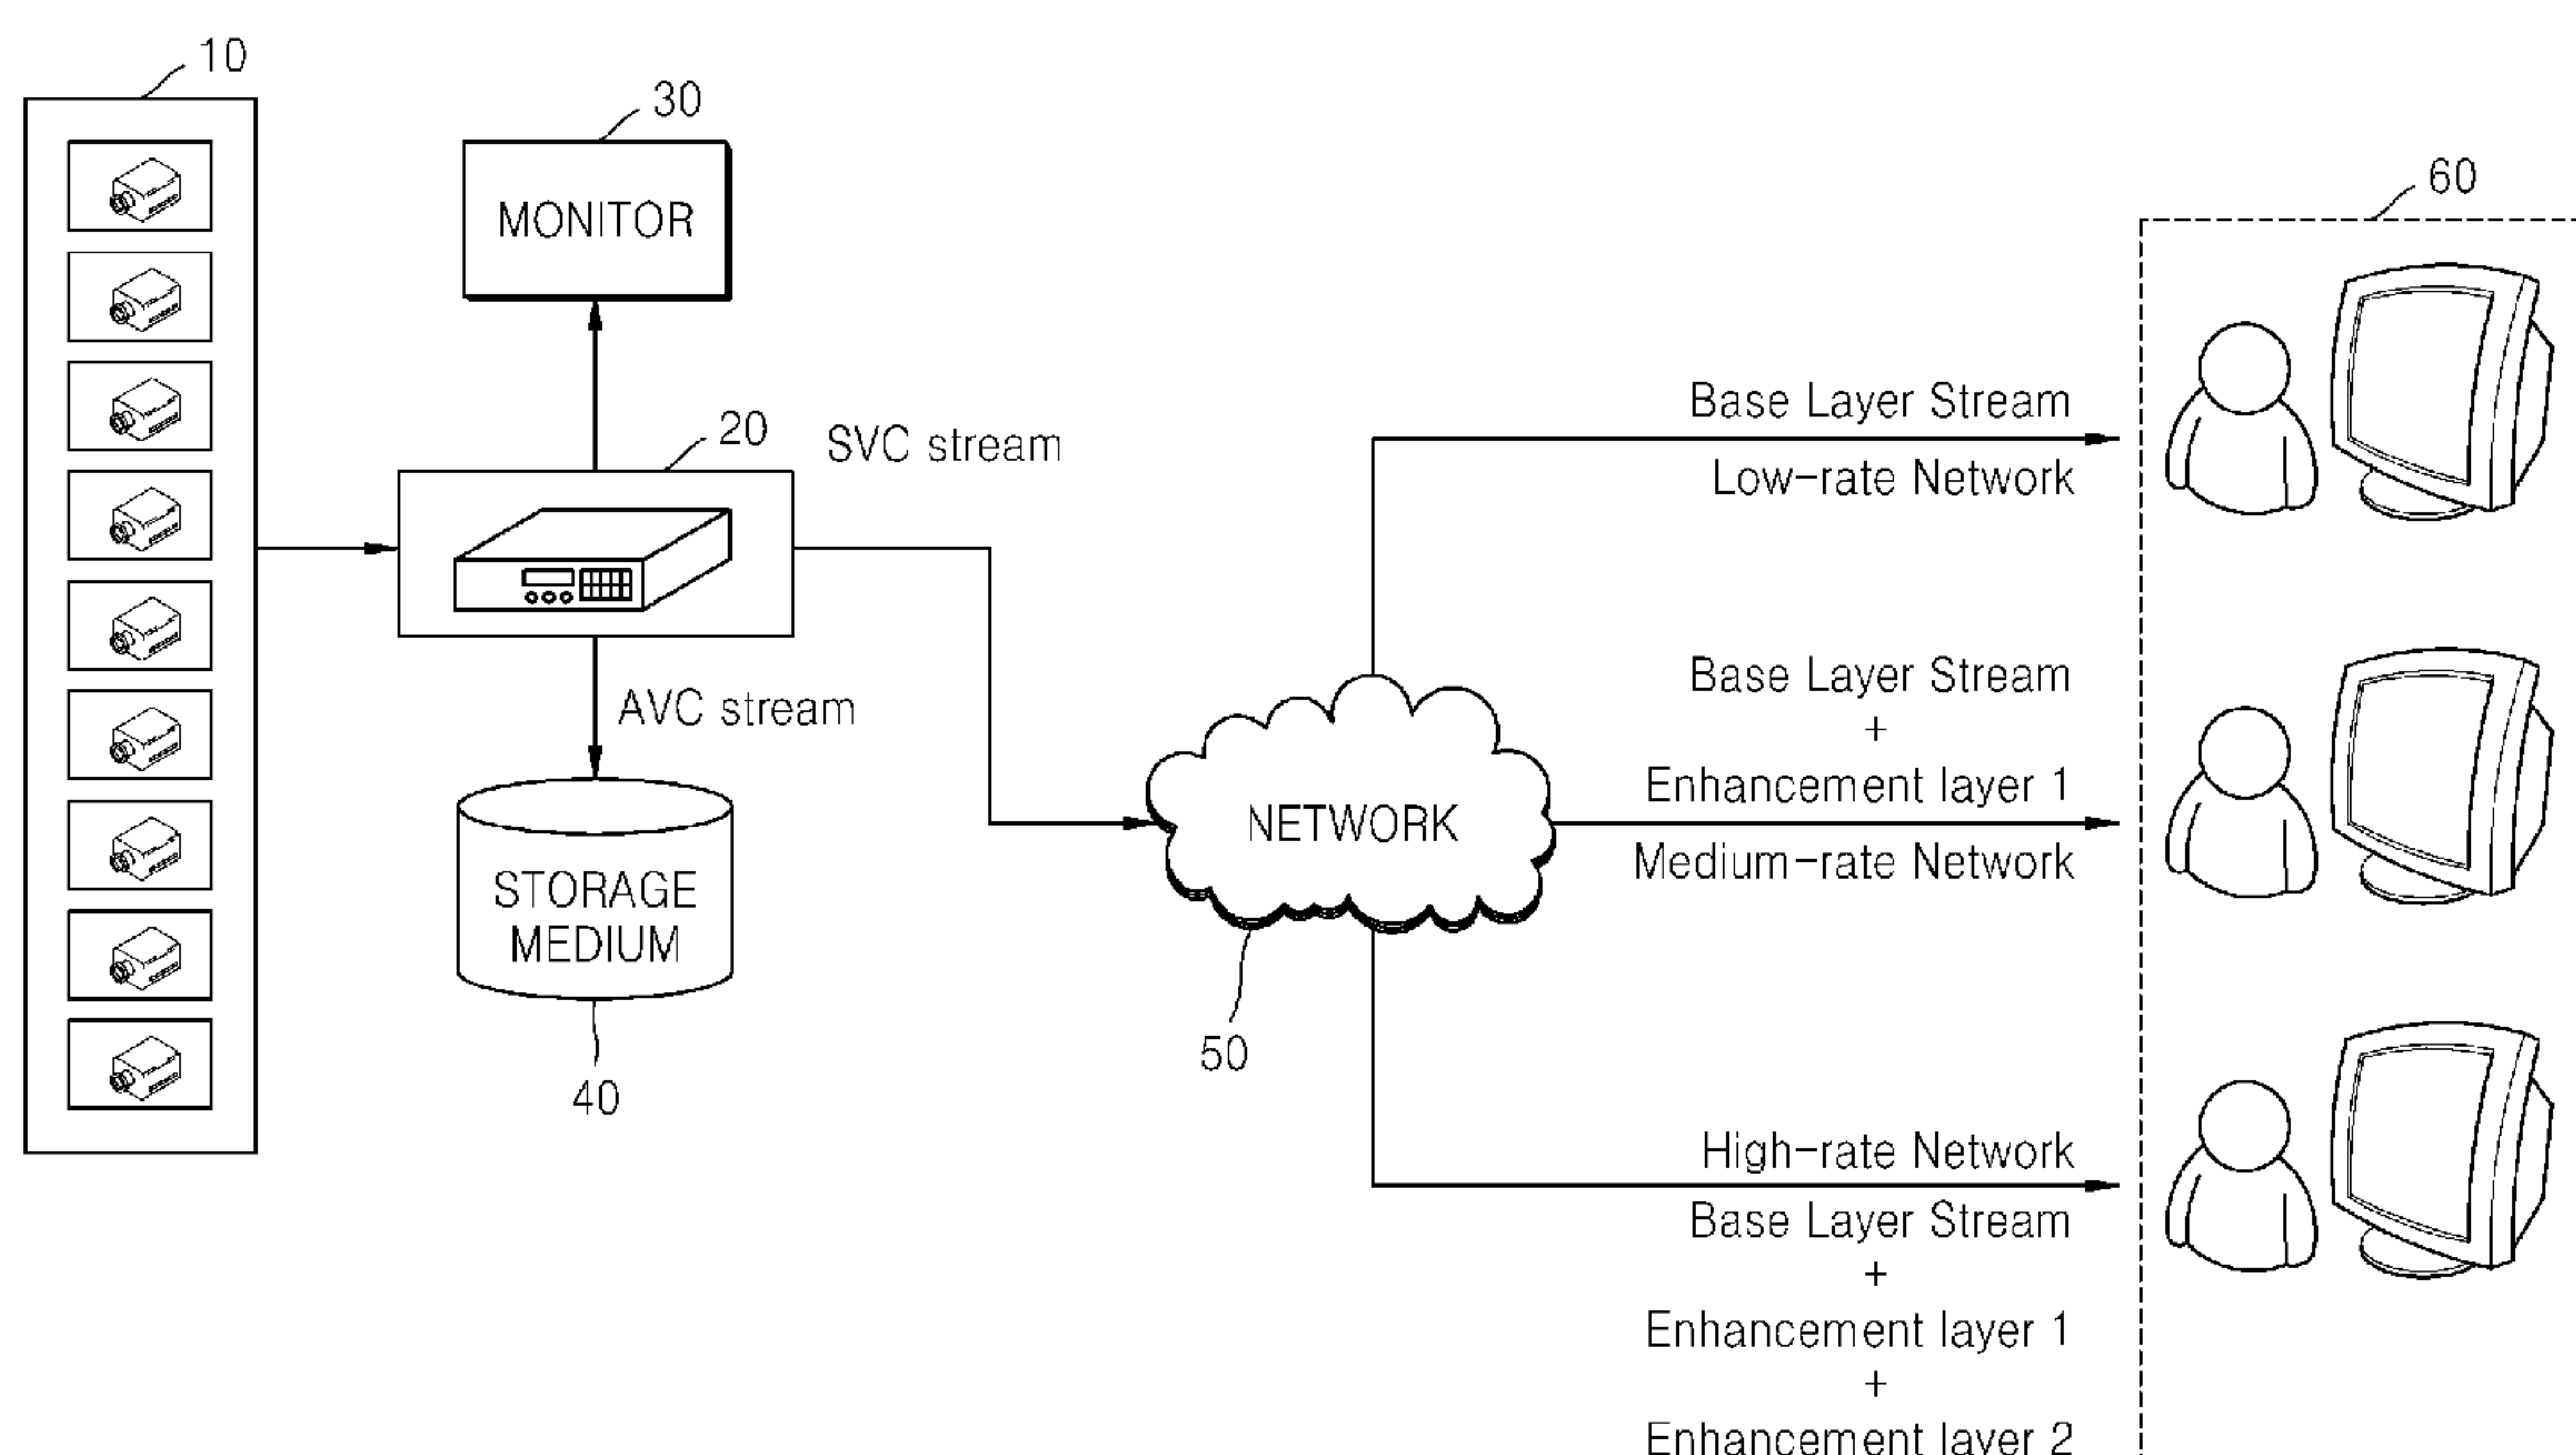 10
30
MONITOR
60
20
SVC stream
Base Layer Stream
Low-rate Network
AVC stream
Base Layer Stream
+
Enhancement layer 1
Medium-rate Network
NETWORK
STORAGE
MEDIUM
50
40
High-rate Network
Base Layer Stream
+
Enhancement layer 1
+
Enhancement layer 2